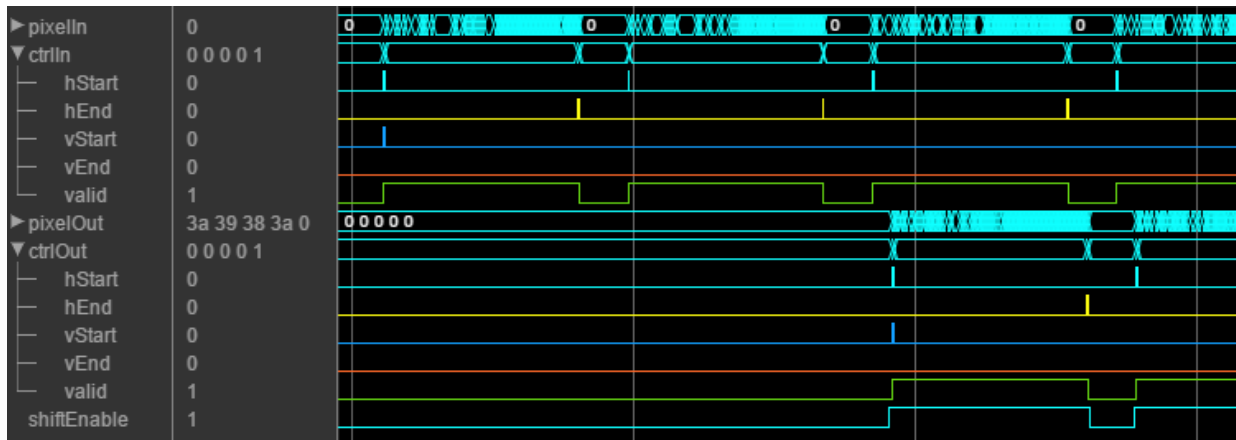 pixelIn 0 0 0 0 0
ctrlIn 0 0 0 0 1
hStart 0
hEnd 0
vStart 0
vEnd 0
valid 1
pixelOut 3a 39 38 3a 0 0 0 0 0 0
ctrlOut 0 0 0 0 1
hStart 0
hEnd 0
vStart 0
vEnd 0
valid 1
shiftEnable 1